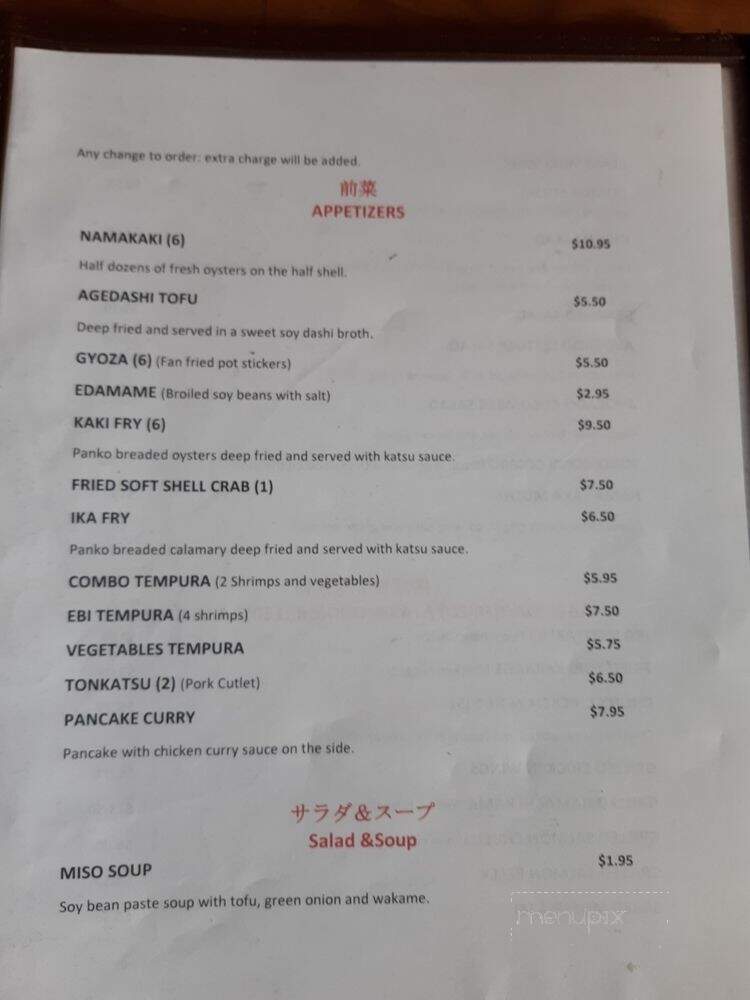 Any change to order: extra charge will be added.
前菜
APPETIZERS
NAMAKAKI (6) $10.95
Half dozens of fresh oysters on the half shell.
AGEDASHI TOFU $5.50
Deep fried and served in a sweet soy dashi broth.
GYOZA (6) (Fan fried pot stickers) $5.50
EDAMAME (Broiled soy beans with salt) $2.95
KAKI FRY (6) $9.50
Panko breaded oysters deep fried and served with katsu sauce.
FRIED SOFT SHELL CRAB (1) $7.50
IKA FRY $6.50
Panko breaded calamary deep fried and served with katsu sauce.
COMBO TEMPURA (2 Shrimps and vegetables) $5.95
EBI TEMPURA (4 shrimps) $7.50
VEGETABLES TEMPURA $5.75
TONKATSU (2) (Pork Cutlet) $6.50
PANCAKE CURRY $7.95
Pancake with chicken curry sauce on the side.
サラダ&スープ
Salad &Soup
MISO SOUP $1.95
Soy bean paste soup with tofu, green onion and wakame.
menupix